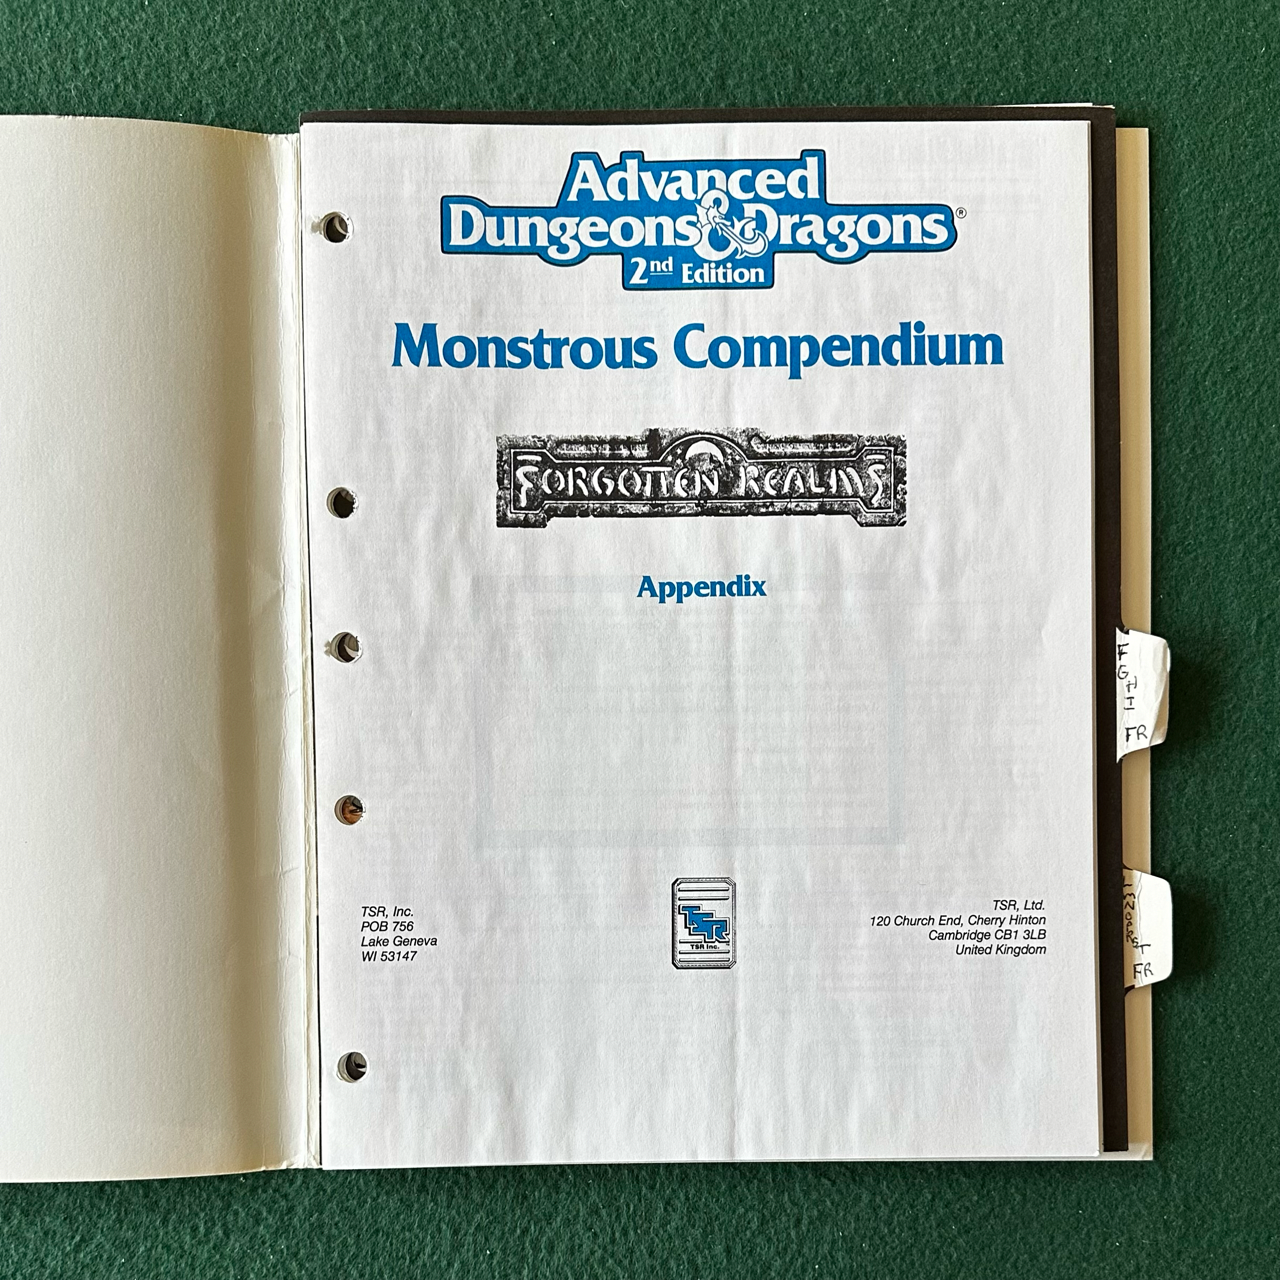 Advanced
Dungeons & Dragons®
2nd Edition
Monstrous Compendium
FORGOTTEN REALMS
Appendix
F
G
H
I
FR
TSR, Inc.
POB 756
Lake Geneva
WI 53147
TSR
TSR Inc.
TSR, Ltd.
120 Church End, Cherry Hinton
Cambridge CB1 3LB
United Kingdom
FR